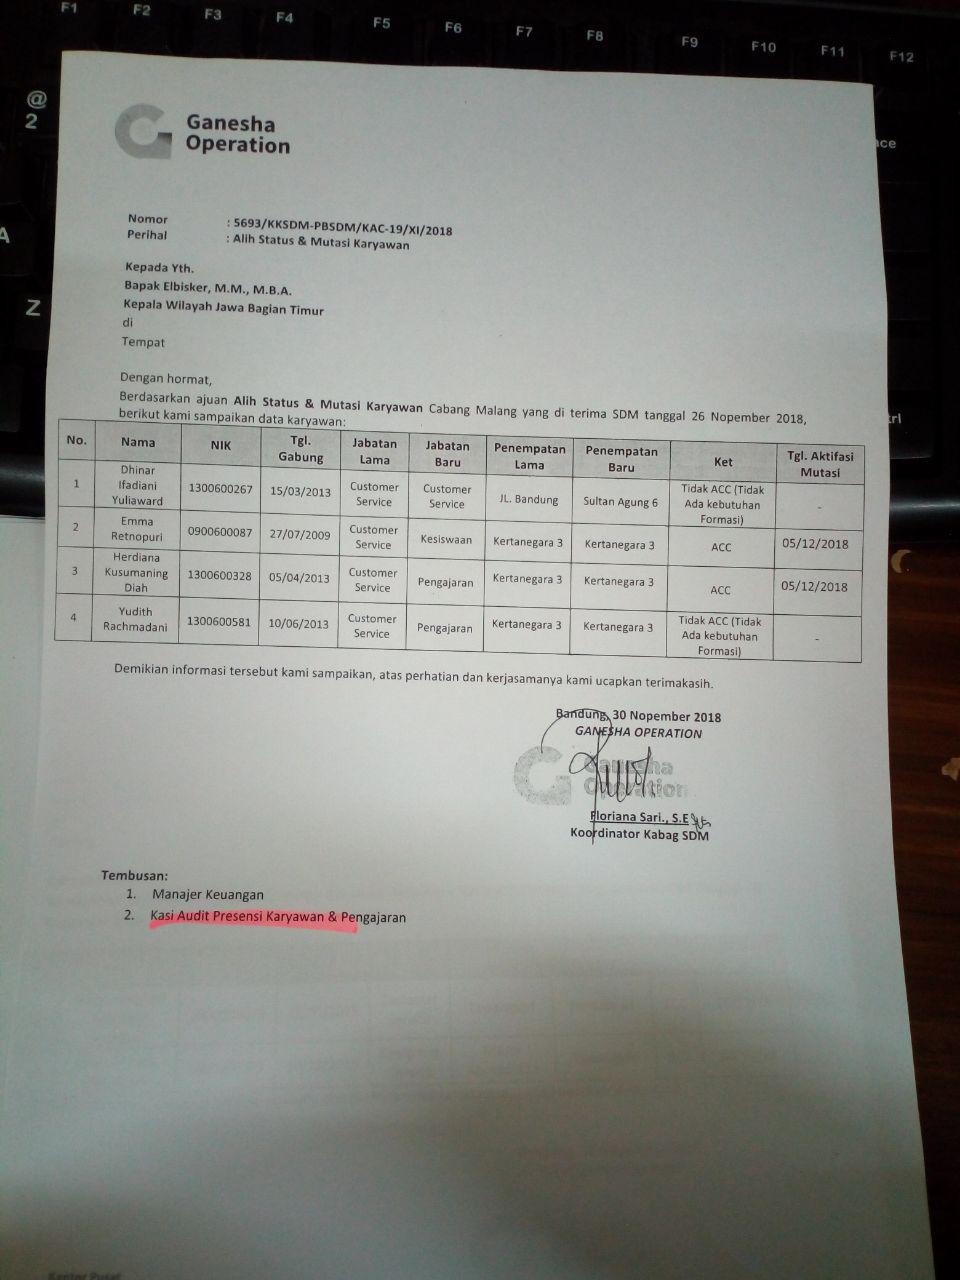 F1 F2 F3 F4 F5 F6 F7 F8 F9 F10 F11 F12
@
2
A
Z
Ganesha
Operation
Nomor : 5693/KKSDM-PBSDM/KAC-19/XI/2018
Perihal : Alih Status & Mutasi Karyawan
Kepada Yth.
Bapak Elbisker, M.M., M.B.A.
Kepala Wilayah Jawa Bagian Timur
di
Tempat
Dengan hormat,
Berdasarkan ajuan Alih Status & Mutasi Karyawan Cabang Malang yang di terima SDM tanggal 26 Nopember 2018,
berikut kami sampaikan data karyawan:
No. Nama NIK Tgl. Gabung Jabatan Lama Jabatan Baru Penempatan Lama Penempatan Baru Ket Tgl. Aktifasi Mutasi
1 Dhinar Ifadiani Yuliaward 1300600267 15/03/2013 Customer Service Customer Service JL. Bandung Sultan Agung 6 Tidak ACC (Tidak Ada kebutuhan Formasi) -
2 Emma Retnopuri 0900600087 27/07/2009 Customer Service Kesiswaan Kertanegara 3 Kertanegara 3 ACC 05/12/2018
3 Herdiana Kusumaning Diah 1300600328 05/04/2013 Customer Service Pengajaran Kertanegara 3 Kertanegara 3 ACC 05/12/2018
4 Yudith Rachmadani 1300600581 10/06/2013 Customer Service Pengajaran Kertanegara 3 Kertanegara 3 Tidak ACC (Tidak Ada kebutuhan Formasi) -
Demikian informasi tersebut kami sampaikan, atas perhatian dan kerjasamanya kami ucapkan terimakasih.
Bandung, 30 Nopember 2018
GANESHA OPERATION
Ganesha
Operation
Floriana Sari., S.E
Koordinator Kabag SDM
Tembusan:
1. Manajer Keuangan
2. Kasi Audit Presensi Karyawan & Pengajaran
Kantor Pusat